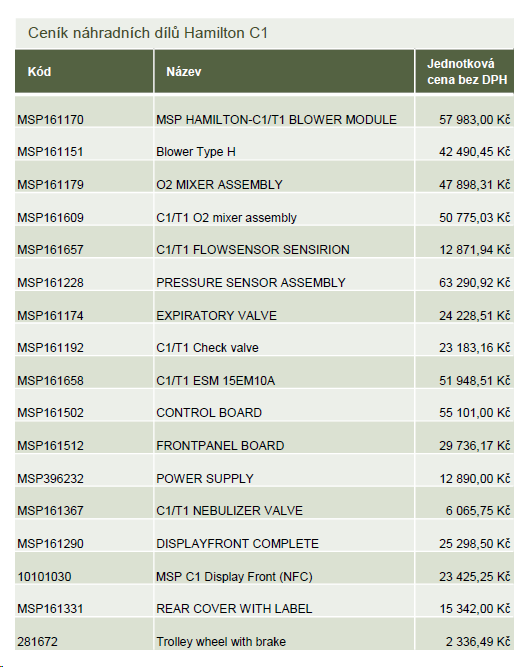 Ceník náhradních dílů Hamilton C1
Kód Název Jednotková cena bez DPH
MSP161170 MSP HAMILTON-C1/T1 BLOWER MODULE 57 983,00 Kč
MSP161151 Blower Type H 42 490,45 Kč
MSP161179 O2 MIXER ASSEMBLY 47 898,31 Kč
MSP161609 C1/T1 O2 mixer assembly 50 775,03 Kč
MSP161657 C1/T1 FLOWSENSOR SENSIRION 12 871,94 Kč
MSP161228 PRESSURE SENSOR ASSEMBLY 63 290,92 Kč
MSP161174 EXPIRATORY VALVE 24 228,51 Kč
MSP161192 C1/T1 Check valve 23 183,16 Kč
MSP161658 C1/T1 ESM 15EM10A 51 948,51 Kč
MSP161502 CONTROL BOARD 55 101,00 Kč
MSP161512 FRONTPANEL BOARD 29 736,17 Kč
MSP396232 POWER SUPPLY 12 890,00 Kč
MSP161367 C1/T1 NEBULIZER VALVE 6 065,75 Kč
MSP161290 DISPLAYFRONT COMPLETE 25 298,50 Kč
10101030 MSP C1 Display Front (NFC) 23 425,25 Kč
MSP161331 REAR COVER WITH LABEL 15 342,00 Kč
281672 Trolley wheel with brake 2 336,49 Kč